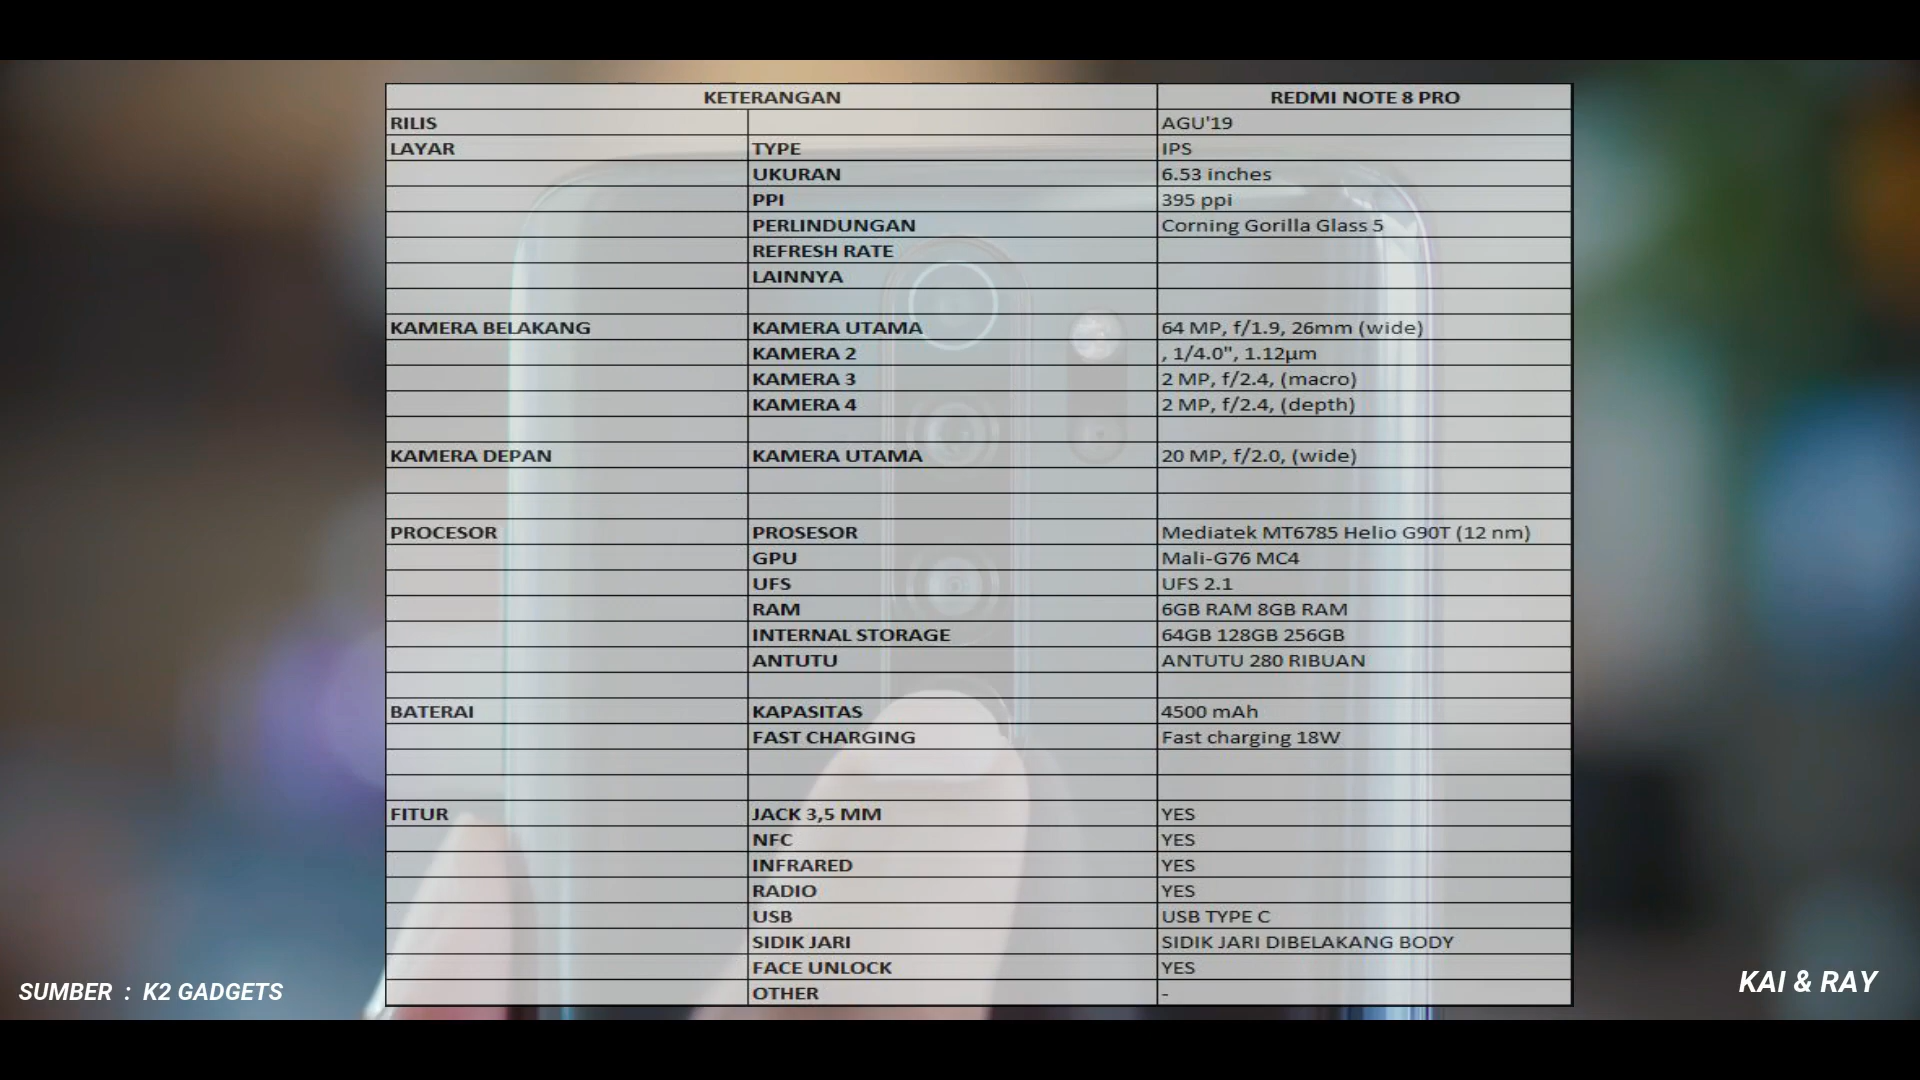 KETERANGAN REDMI NOTE 8 PRO
RILIS AGU'19
LAYAR TYPE IPS
UKURAN 6.53 inches
PPI 395 ppi
PERLINDUNGAN Corning Gorilla Glass 5
REFRESH RATE
LAINNYA
KAMERA BELAKANG KAMERA UTAMA 64 MP, f/1.9, 26mm (wide)
KAMERA 2 , 1/4.0", 1.12μm
KAMERA 3 2 MP, f/2.4, (macro)
KAMERA 4 2 MP, f/2.4, (depth)
KAMERA DEPAN KAMERA UTAMA 20 MP, f/2.0, (wide)
PROCESOR PROSESOR Mediatek MT6785 Helio G90T (12 nm)
GPU Mali-G76 MC4
UFS UFS 2.1
RAM 6GB RAM 8GB RAM
INTERNAL STORAGE 64GB 128GB 256GB
ANTUTU ANTUTU 280 RIBUAN
BATERAI KAPASITAS 4500 mAh
FAST CHARGING Fast charging 18W
FITUR JACK 3,5 MM YES
NFC YES
INFRARED YES
RADIO YES
USB USB TYPE C
SIDIK JARI SIDIK JARI DIBELAKANG BODY
FACE UNLOCK YES
OTHER -
SUMBER : K2 GADGETS
KAI & RAY